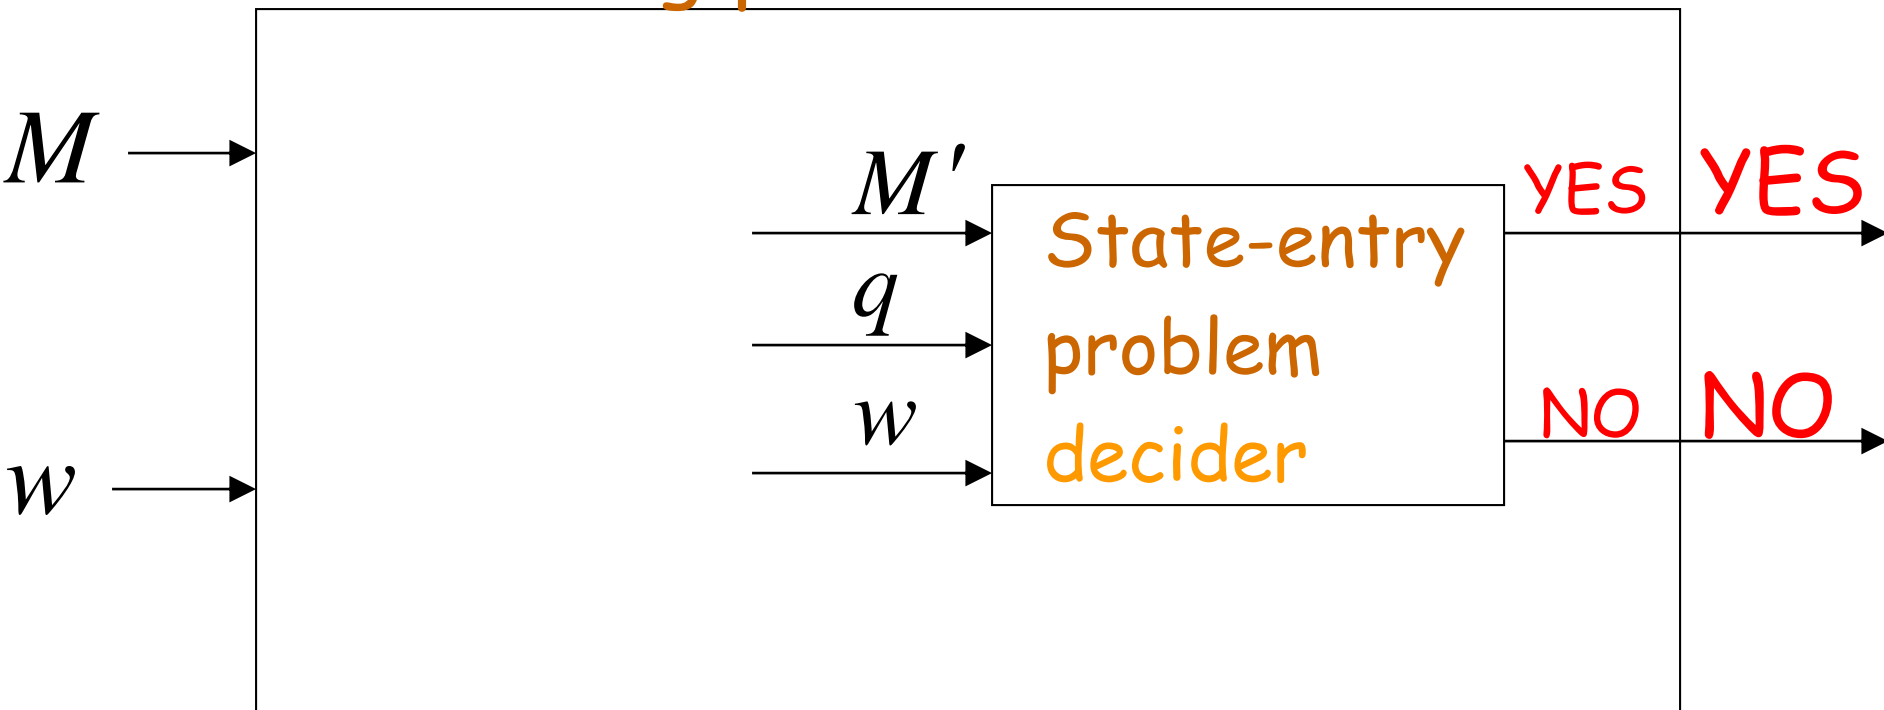 M
M′
YES YES
State-entry
q
problem
NO NO
w
decider
w